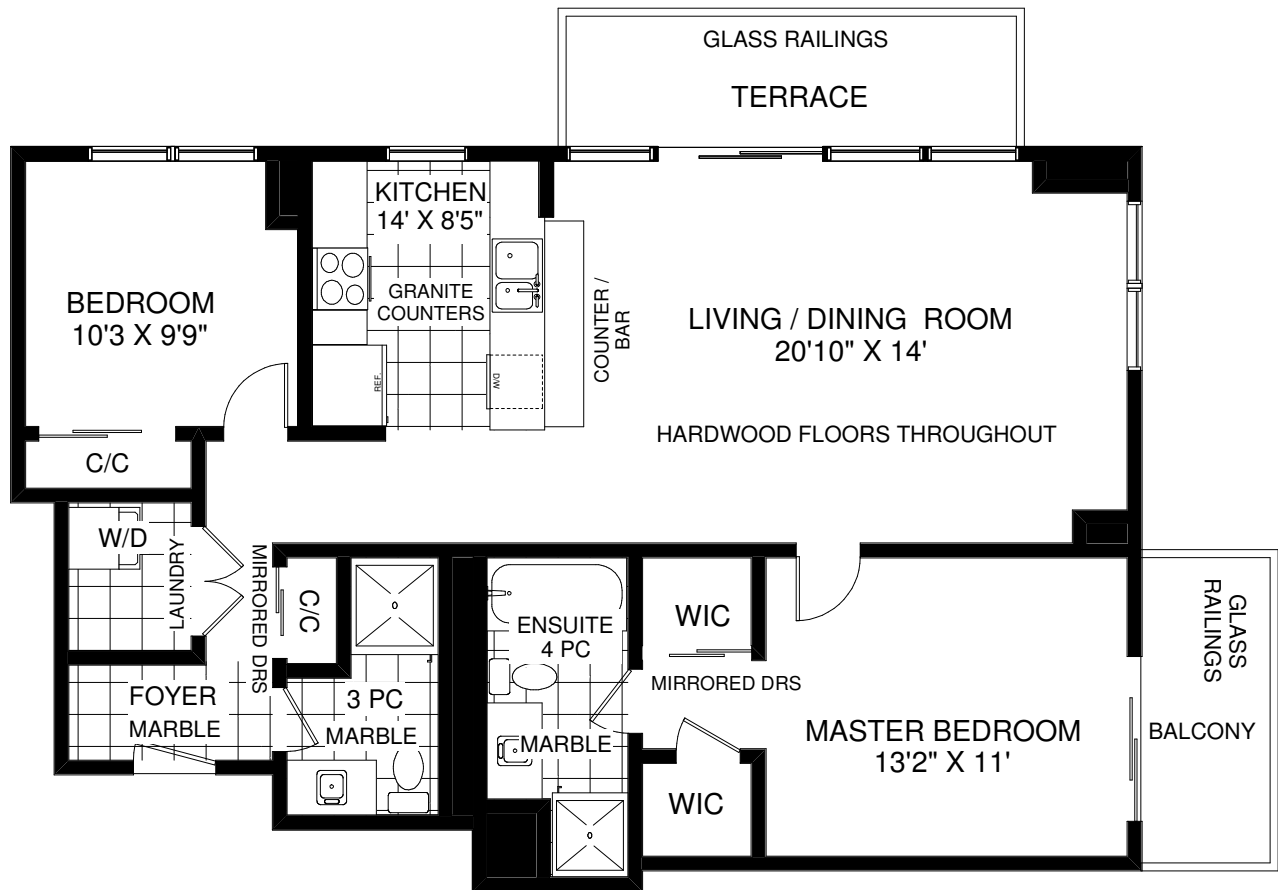 GLASS RAILINGS
TERRACE
KITCHEN
14' X 8'5"
GRANITE
COUNTERS
REF.
D/W
COUNTER /
BAR
BEDROOM
10'3 X 9'9"
C/C
LIVING / DINING ROOM
20'10" X 14'
HARDWOOD FLOORS THROUGHOUT
W/D
LAUNDRY
MIRRORED DRS
C/C
FOYER
MARBLE
3 PC
MARBLE
ENSUITE
4 PC
MARBLE
WIC
MIRRORED DRS
WIC
MASTER BEDROOM
13'2" X 11'
GLASS
RAILINGS
BALCONY